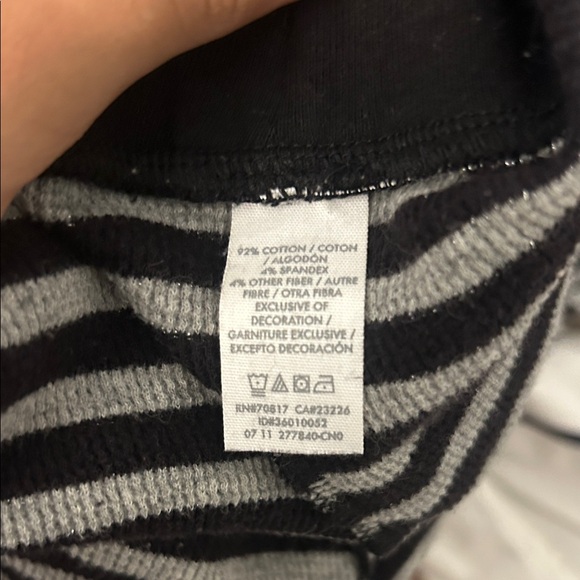 92% COTTON / COTON
/ ALGODÓN
4% SPANDEX
4% OTHER FIBER / AUTRE
FIBRE / OTRA FIBRA
EXCLUSIVE OF
DECORATION /
GARNITURE EXCLUSIVE /
EXCEPTO DECORACIÓN
RN#70817 CA#23226
ID#36010052
07 11 277840-CN0